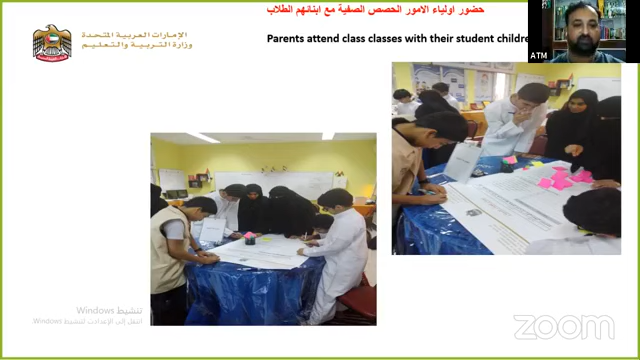 حضور اولياء الامور الحصص الصفية مع ابنائهم الطلاب
الإمارات العربية المتحدة
وزارة التربية والتعليم
Parents attend class classes with their student childre
ATM
تنشيط Windows
انتقل إلى الإعدادات لتنشيط Windows
zoom